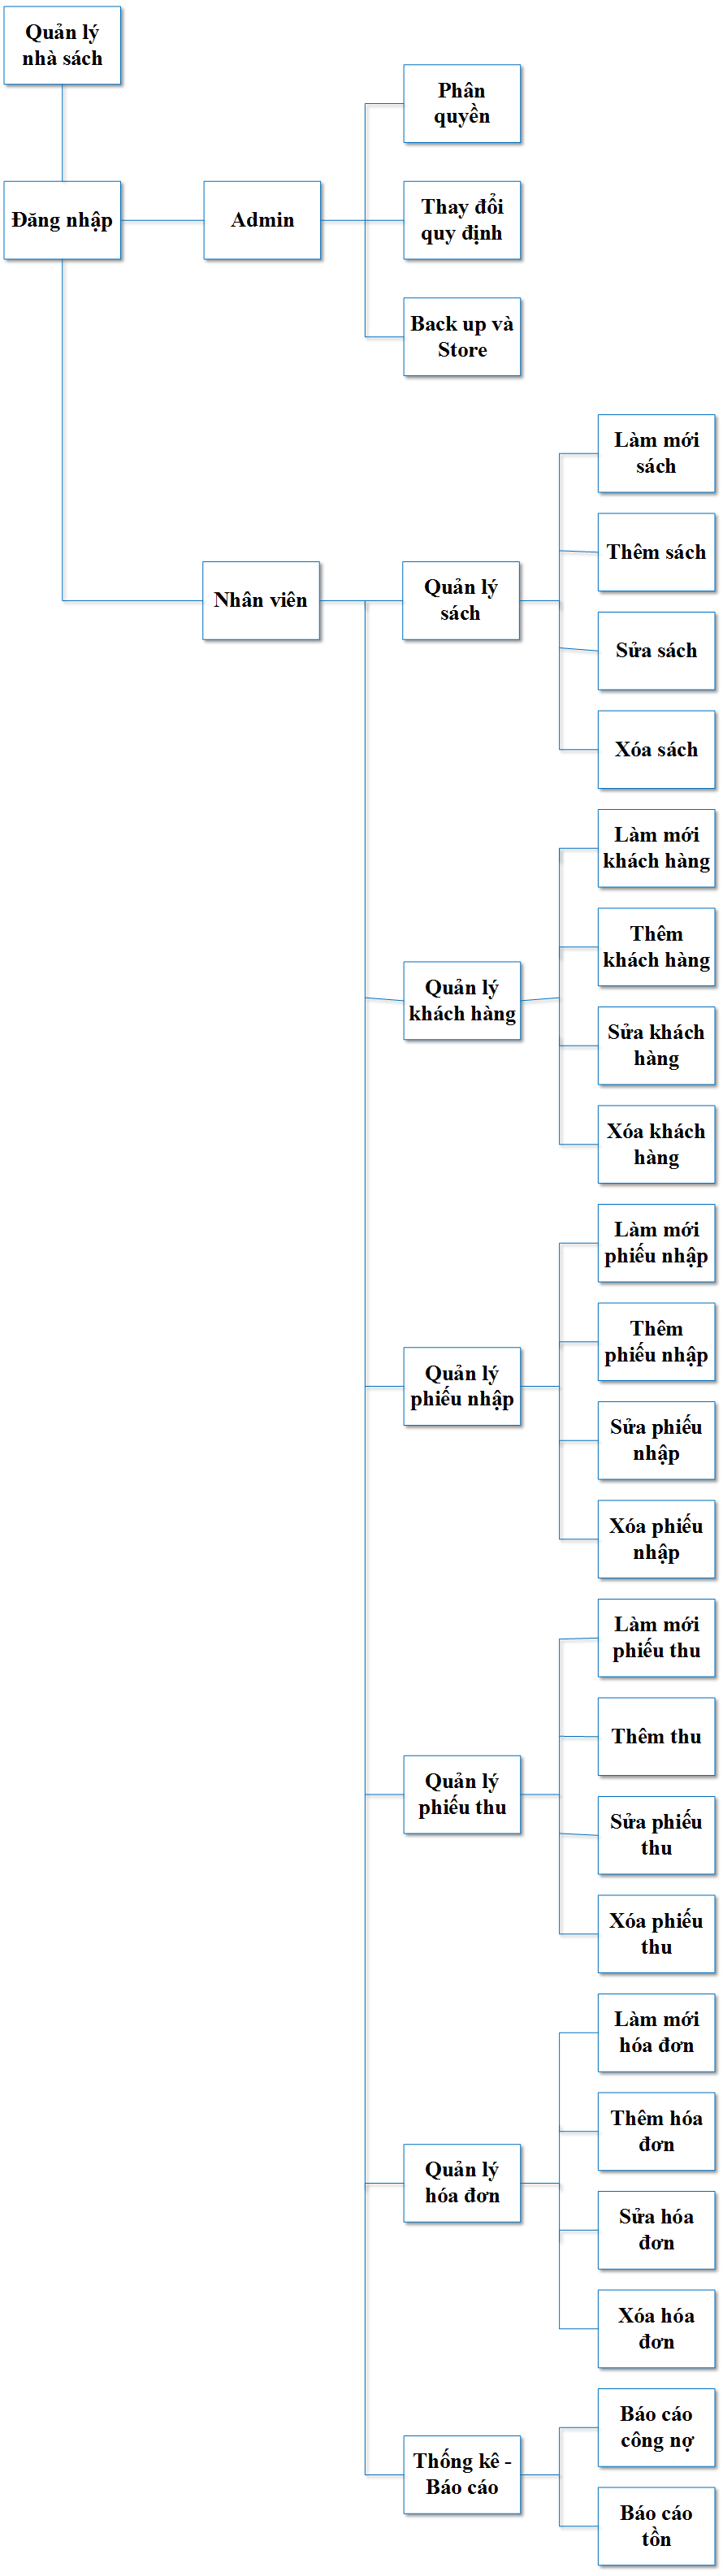 Quản lý
nhà sách
Phân
quyền
Đăng nhập
Admin
Thay đổi
quy định
Back up và
Store
Làm mới
sách
Thêm sách
Nhân viên
Quản lý
sách
Sửa sách
Xóa sách
Làm mới
khách hàng
Thêm
khách hàng
Quản lý
khách hàng
Sửa khách
hàng
Xóa khách
hàng
Làm mới
phiếu nhập
Thêm
phiếu nhập
Quản lý
phiếu nhập
Sửa phiếu
nhập
Xóa phiếu
nhập
Làm mới
phiếu thu
Thêm thu
Quản lý
phiếu thu
Sửa phiếu
thu
Xóa phiếu
thu
Làm mới
hóa đơn
Thêm hóa
đơn
Quản lý
hóa đơn
Sửa hóa
đơn
Xóa hóa
đơn
Báo cáo
công nợ
Thống kê -
Báo cáo
Báo cáo
tồn